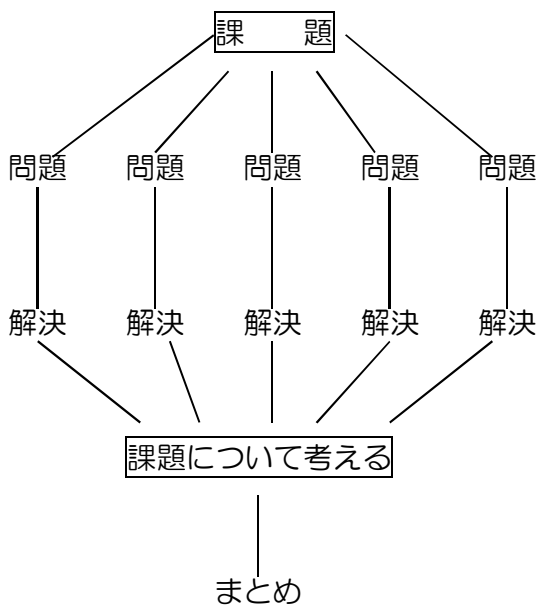 課　　題
問題　問題　問題　問題　問題
解決　解決　解決　解決　解決
課題について考える
まとめ